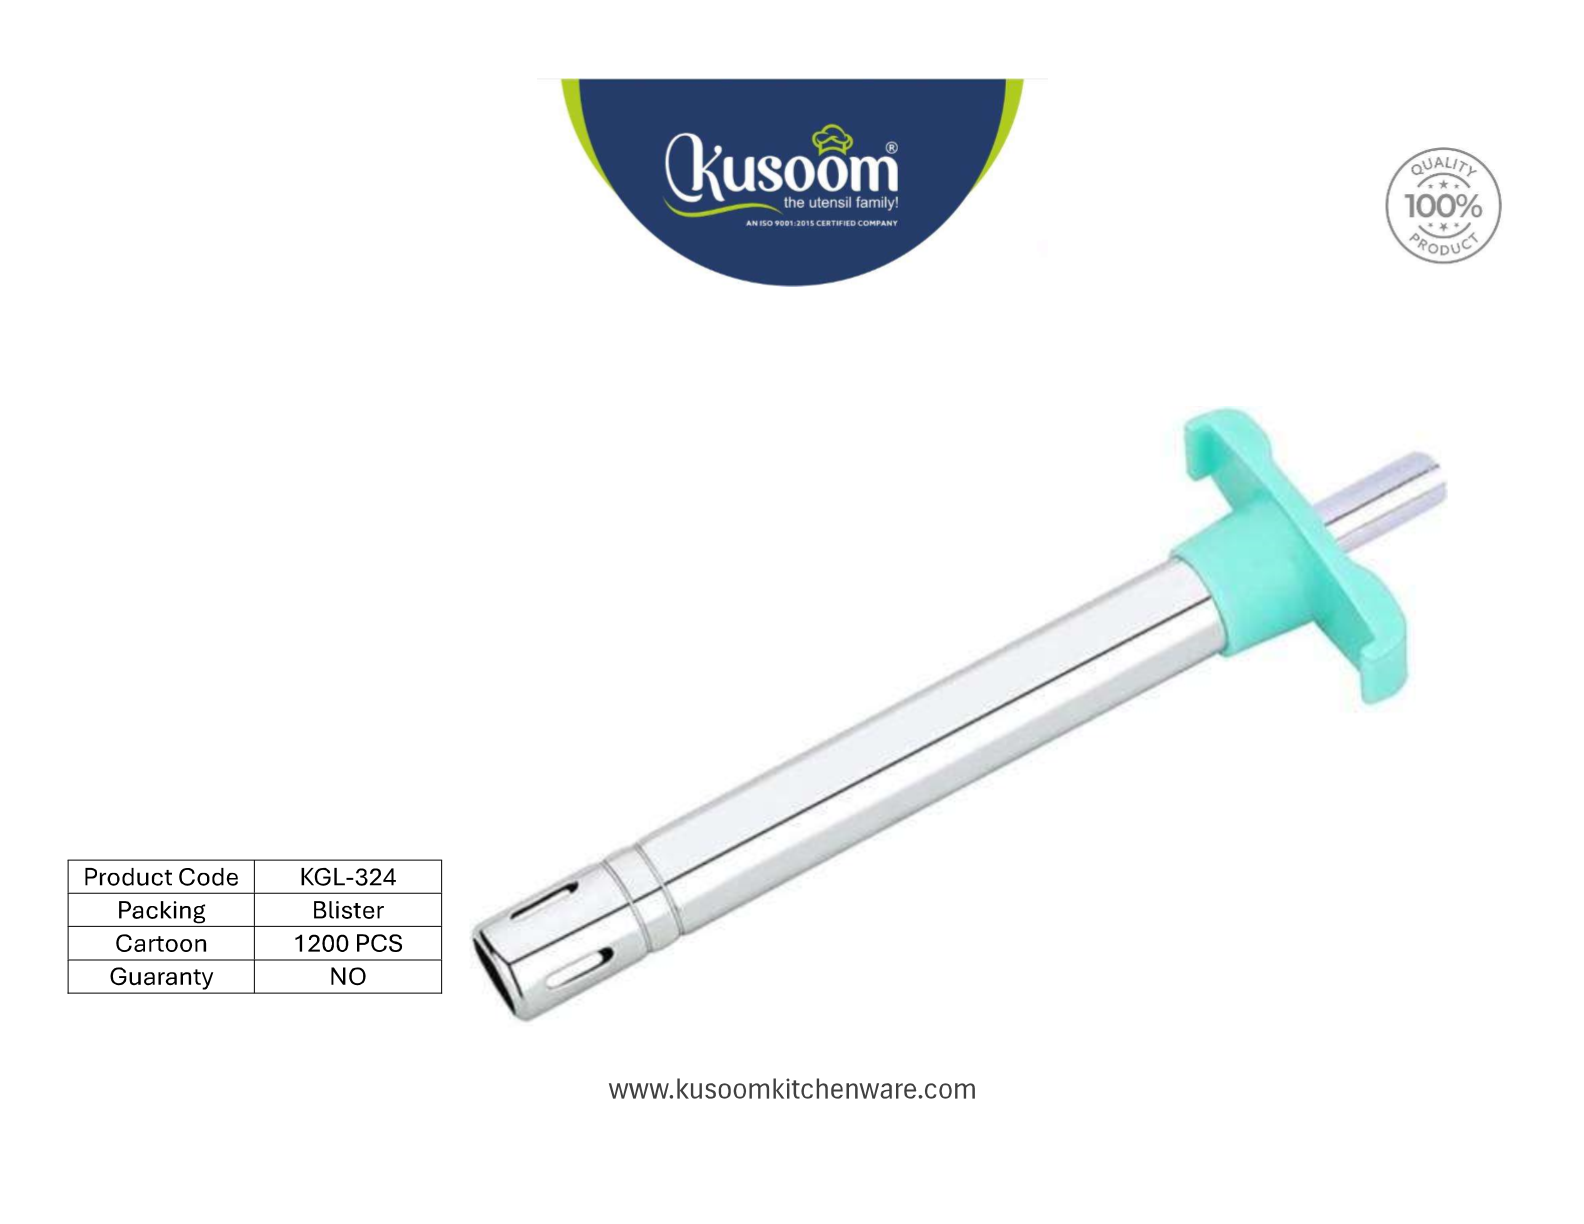 Kusoom®
the utensil family!
AN ISO 9001:2015 CERTIFIED COMPANY
QUALITY
100%
PRODUCT
Product Code KGL-324
Packing Blister
Cartoon 1200 PCS
Guaranty NO
www.kusoomkitchenware.com